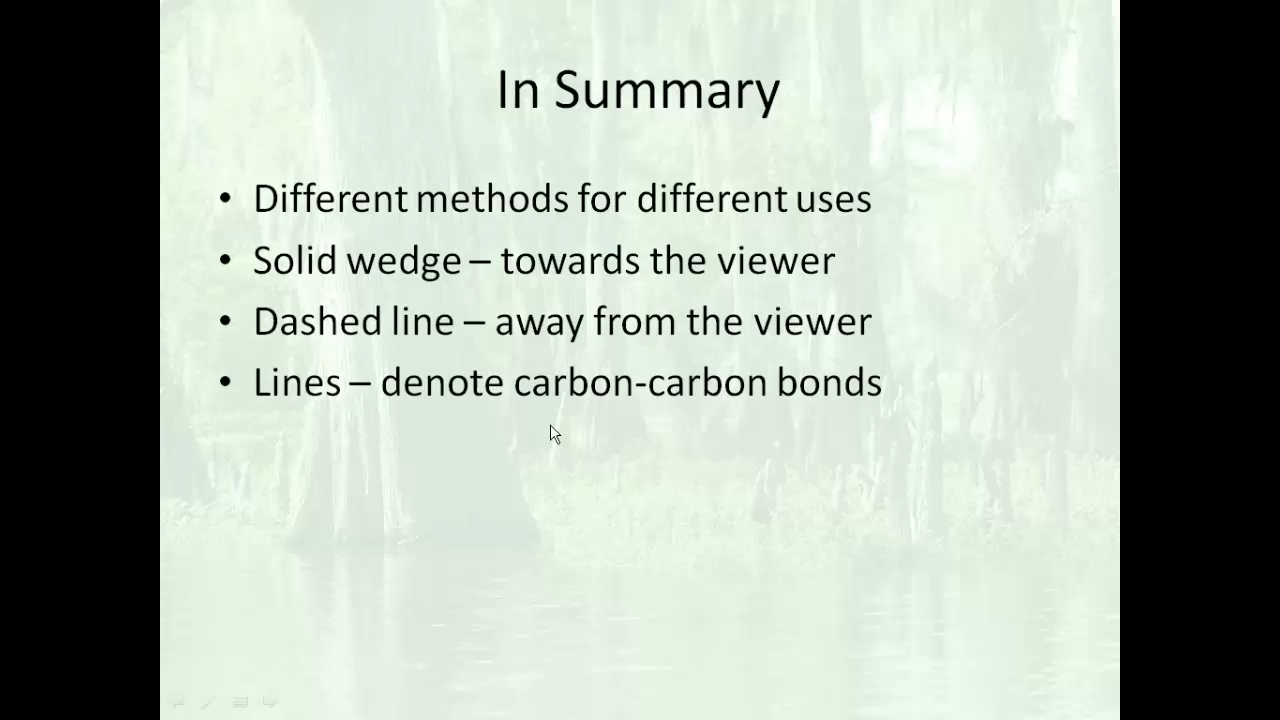 In Summary
• Different methods for different uses
• Solid wedge – towards the viewer
• Dashed line – away from the viewer
• Lines – denote carbon-carbon bonds